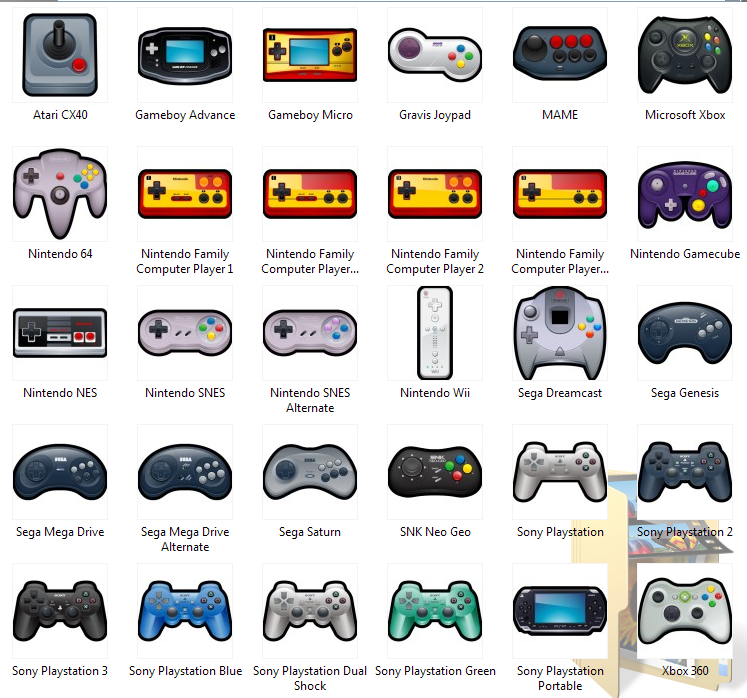 Atari CX40
Gameboy Advance
Gameboy Micro
Gravis Joypad
MAME
Microsoft Xbox
Nintendo 64
Nintendo Family
Computer Player 1
Nintendo Family
Computer Player...
Nintendo Family
Computer Player 2
Nintendo Family
Computer Player...
Nintendo Gamecube
Nintendo NES
Nintendo SNES
Nintendo SNES
Alternate
Nintendo Wii
Sega Dreamcast
Sega Genesis
Sega Mega Drive
Sega Mega Drive
Alternate
Sega Saturn
SNK Neo Geo
Sony Playstation
Sony Playstation 2
Sony Playstation 3
Sony Playstation Blue
Sony Playstation Dual
Shock
Sony Playstation Green
Sony Playstation
Portable
Xbox 360